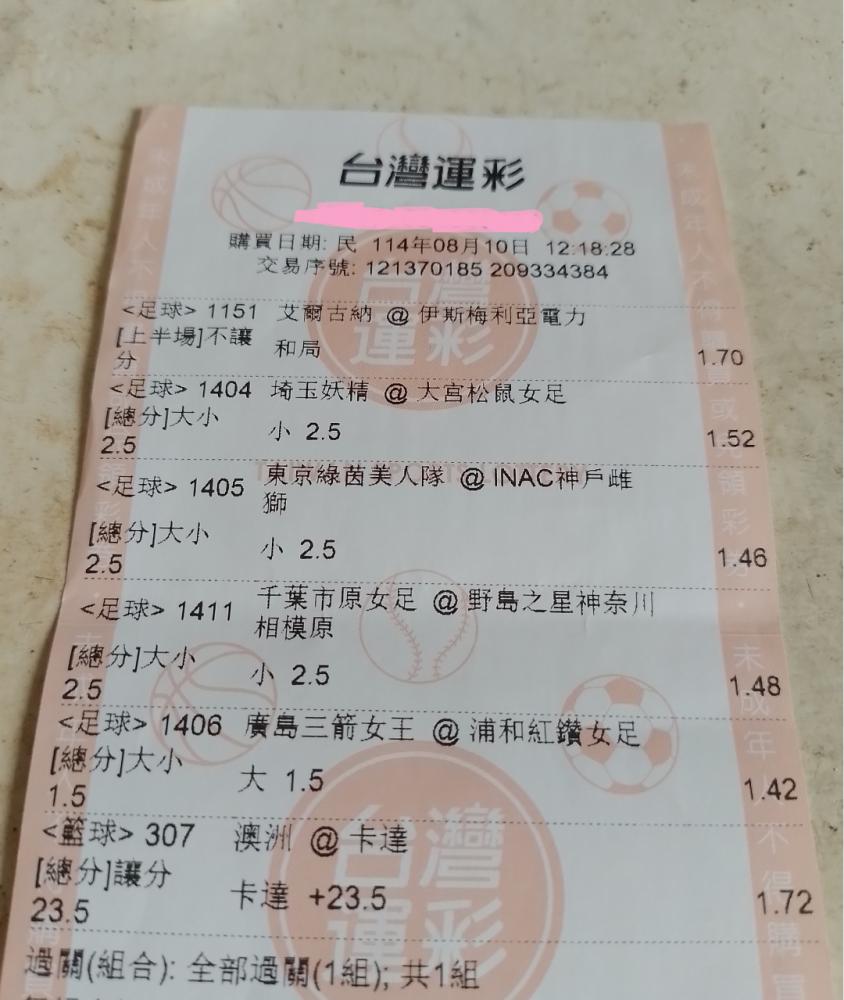 台灣運彩
購買日期: 民 114年08月10日 12:18:28
交易序號: 121370185 209334384
<足球> 1151 艾爾古納 @ 伊斯梅利亞電力
[上半場]不讓分 和局 1.70
<足球> 1404 埼玉妖精 @ 大宮松鼠女足
[總分]大小 2.5 小 2.5 1.52
<足球> 1405 東京綠茵美人隊 @ INAC神戶雌獅
[總分]大小 2.5 小 2.5 1.46
<足球> 1411 千葉市原女足 @ 野島之星神奈川相模原
[總分]大小 2.5 小 2.5 1.48
<足球> 1406 廣島三箭女王 @ 浦和紅鑽女足
[總分]大小 1.5 大 1.5 1.42
<籃球> 307 澳洲 @ 卡達
[總分]讓分 23.5 卡達 +23.5 1.72
過關(組合): 全部過關(1組); 共1組